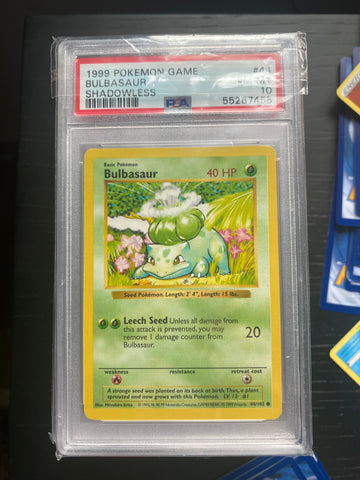 1999 POKEMON GAME
BULBASAUR
SHADOWLESS
PSA
10
Basic Pokémon
Bulbasaur 40 HP
Seed Pokémon. Length: 2' 4", Weight: 15 lbs.
Leech Seed Unless all damage from
this attack is prevented, you may
remove 1 damage counter from
Bulbasaur.
20
weakness resistance retreat cost
A strange seed was planted on its back at birth. The plant
sprouted and now grows with this Pokémon. LV. 13 #1
Illus. Mitsuhiro Arita
44/102